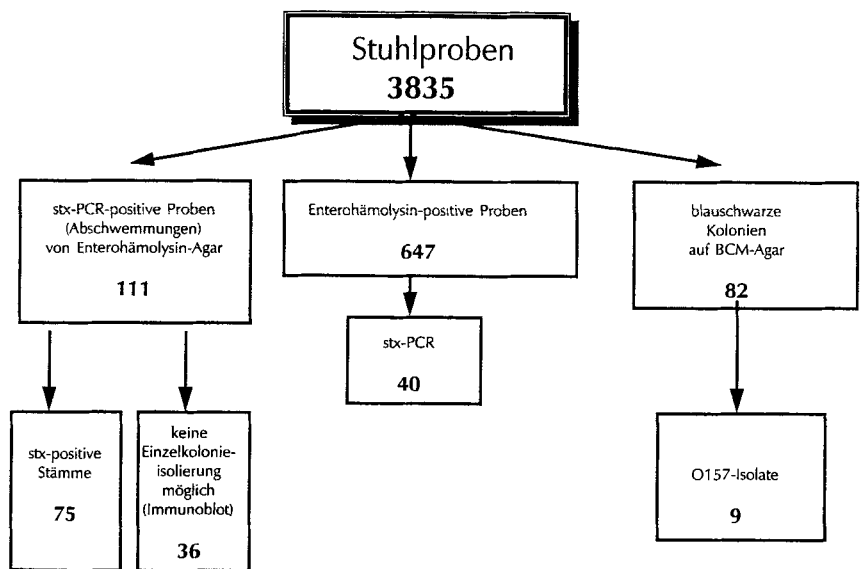 Stuhlproben
3835
stx-PCR-positive Proben
(Abschwemmungen)
von Enterohämolysin-Agar
111
Enterohämolysin-positive Proben
647
blauschwarze
Kolonien
auf BCM-Agar
82
stx-PCR
40
stx-positive
Stämme
75
keine
Einzelkolonie-
isolierung
möglich
(Immunoblot)
36
O157-Isolate
9